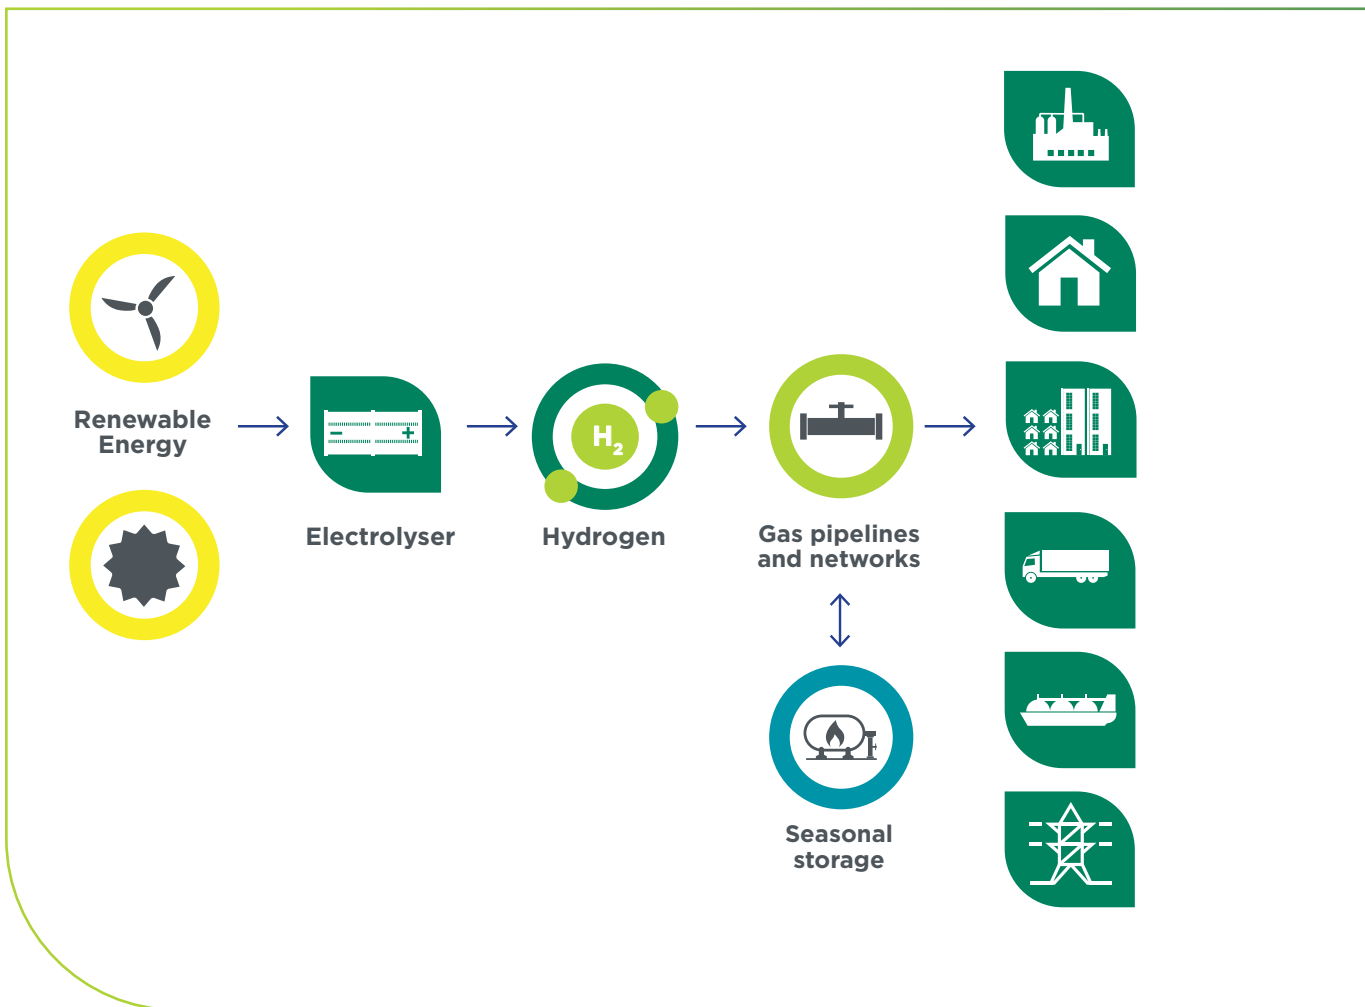 Renewable
Energy
Electrolyser
H₂
Hydrogen
Gas pipelines
and networks
Seasonal
storage